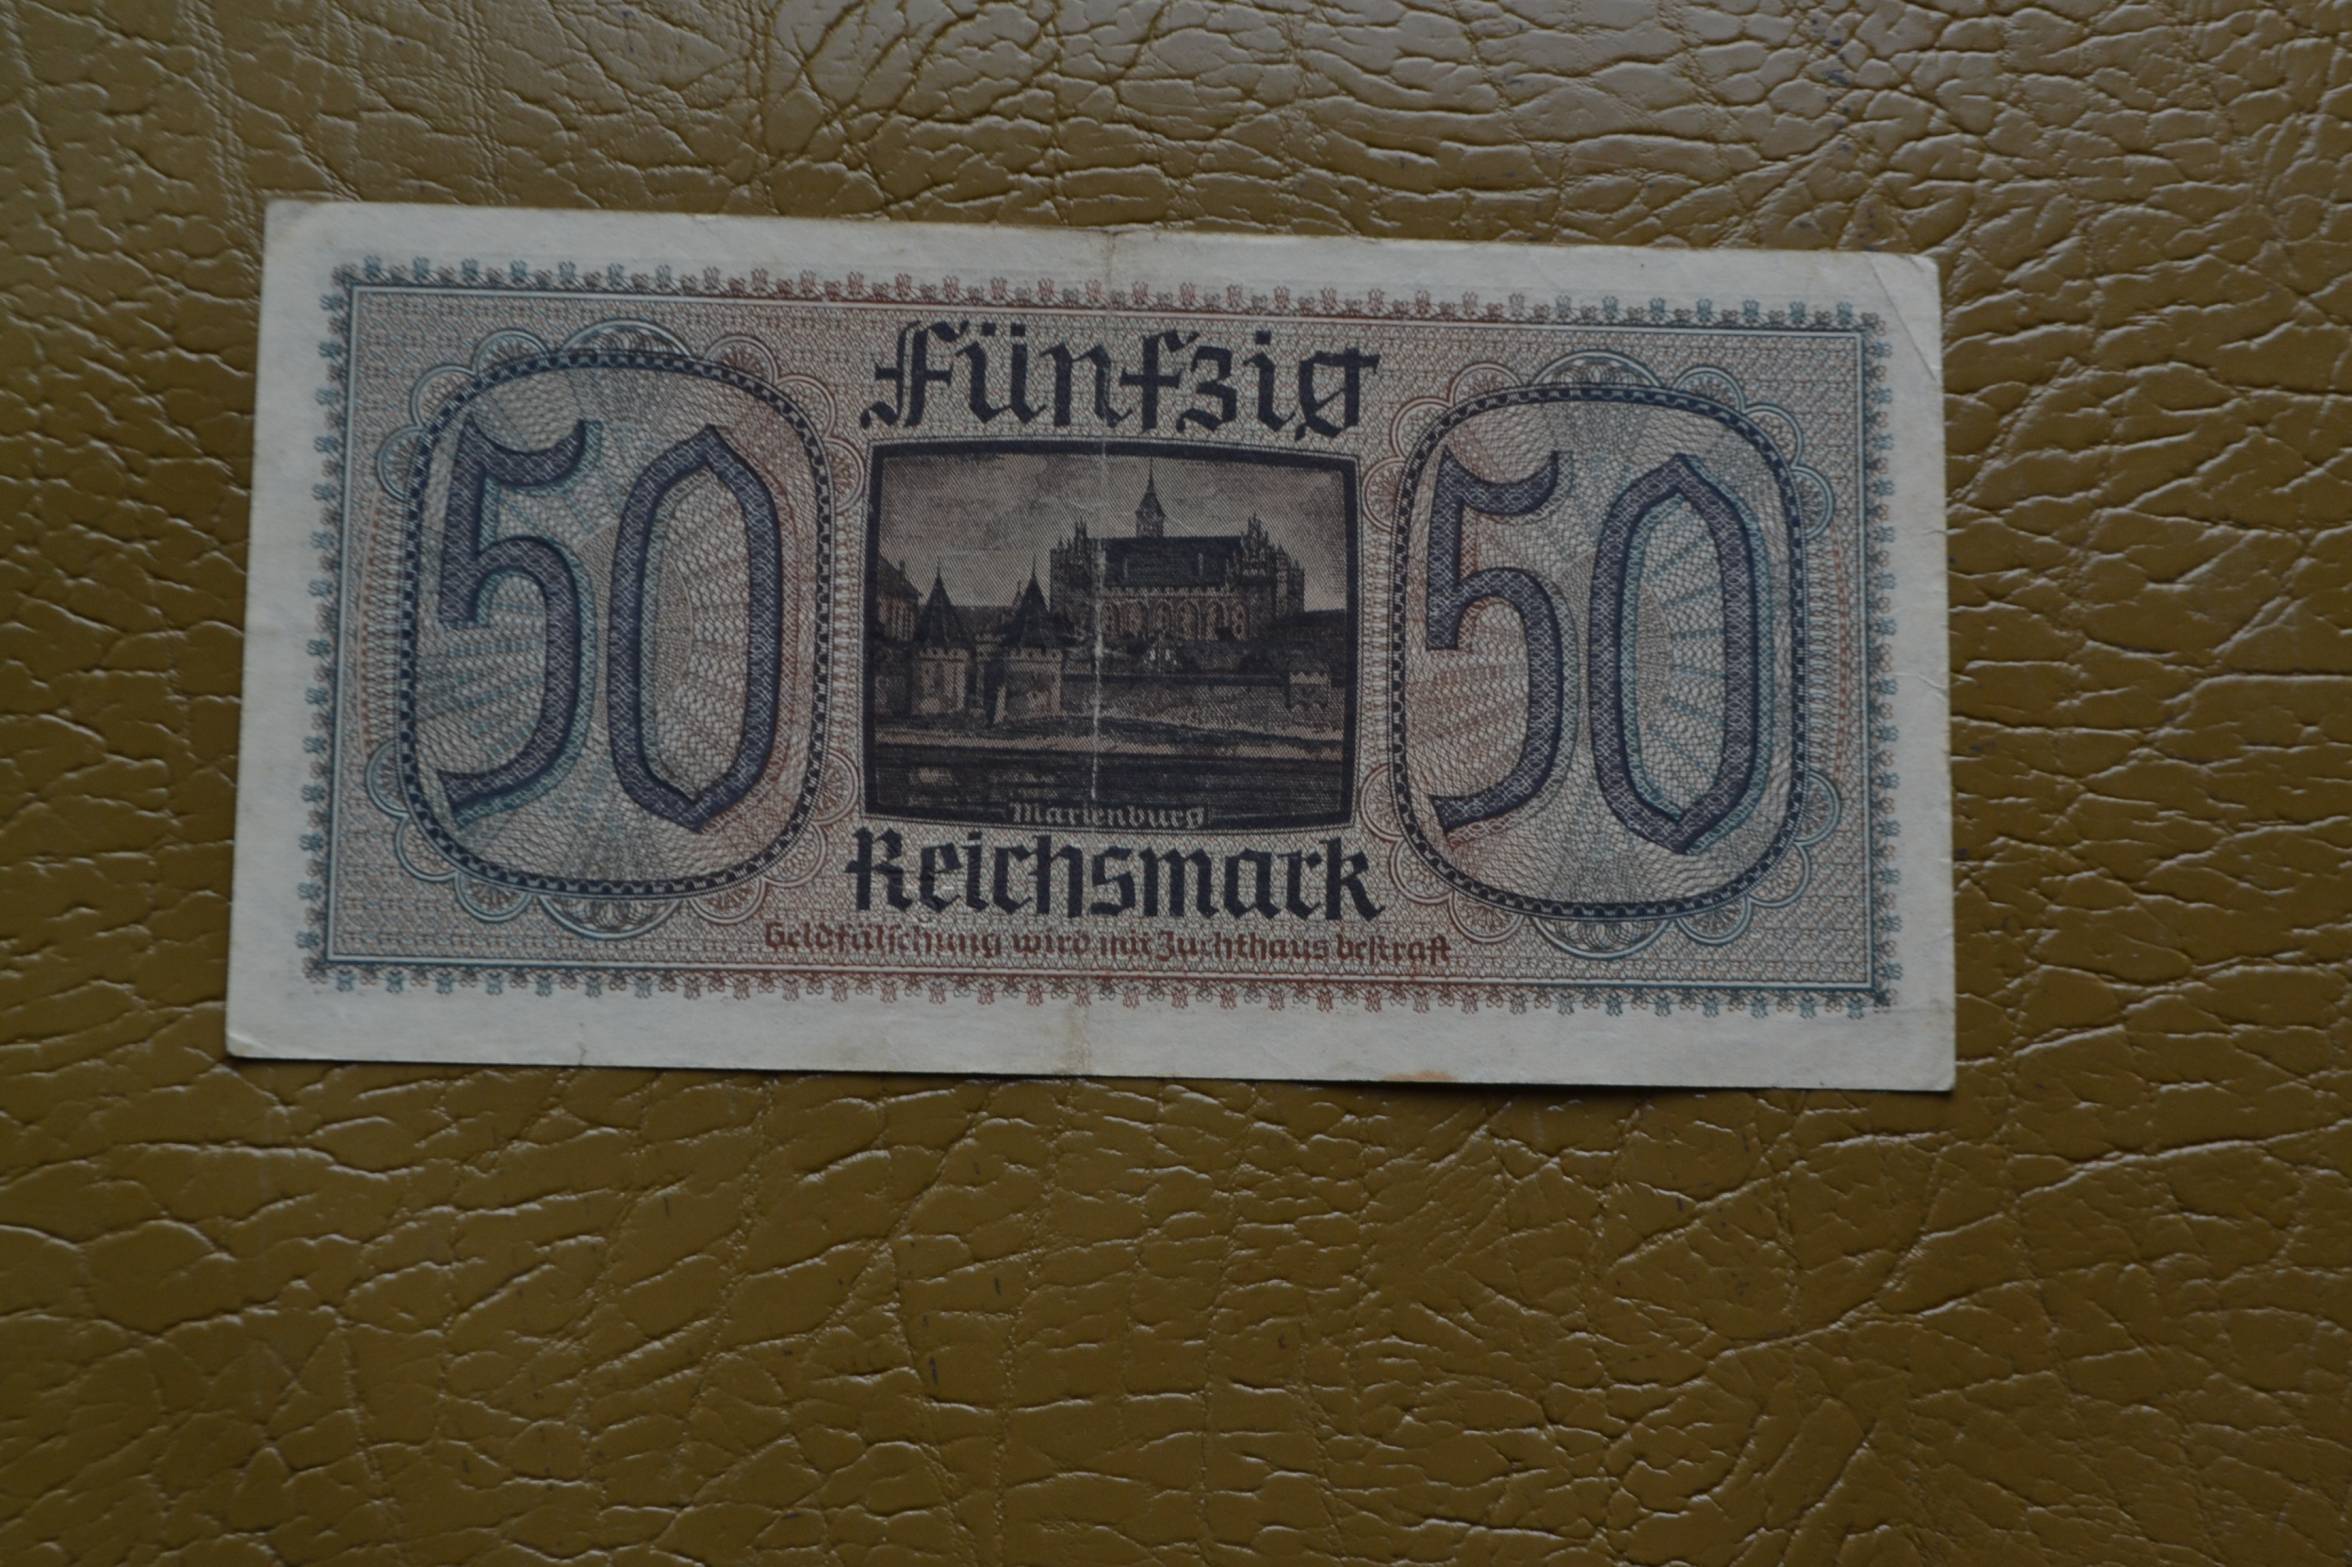 Fünfzig
50
50
Marienburg
Reichsmark
Geldfälschung wird mit Zuchthaus bestraft